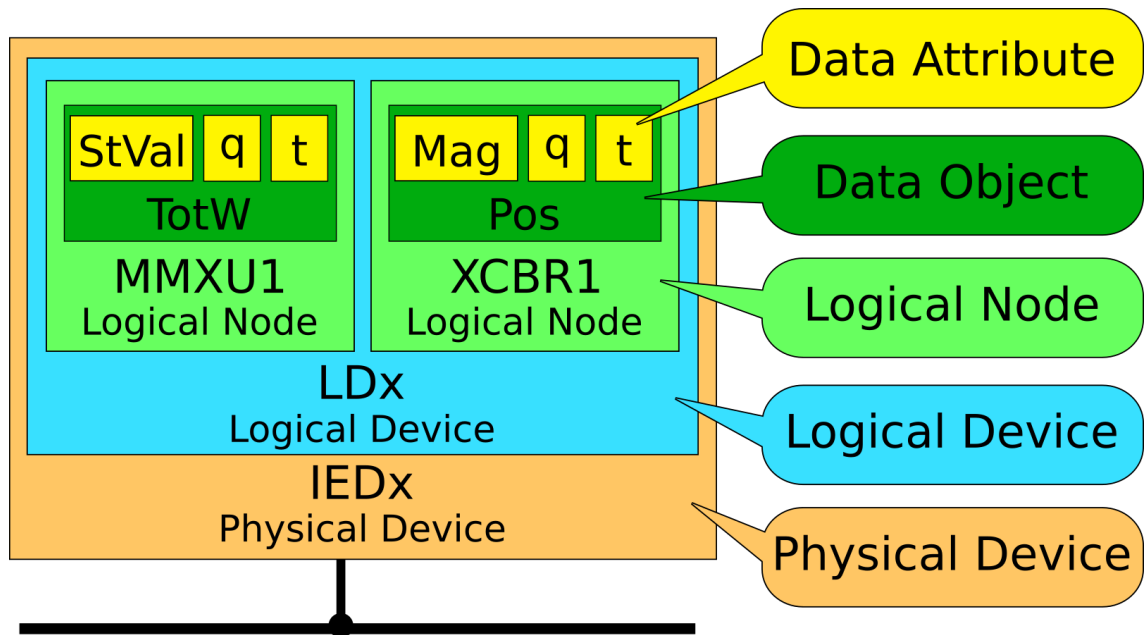 StVal q t
TotW
MMXU1
Logical Node
Mag q t
Pos
XCBR1
Logical Node
LDx
Logical Device
IEDx
Physical Device
Data Attribute
Data Object
Logical Node
Logical Device
Physical Device